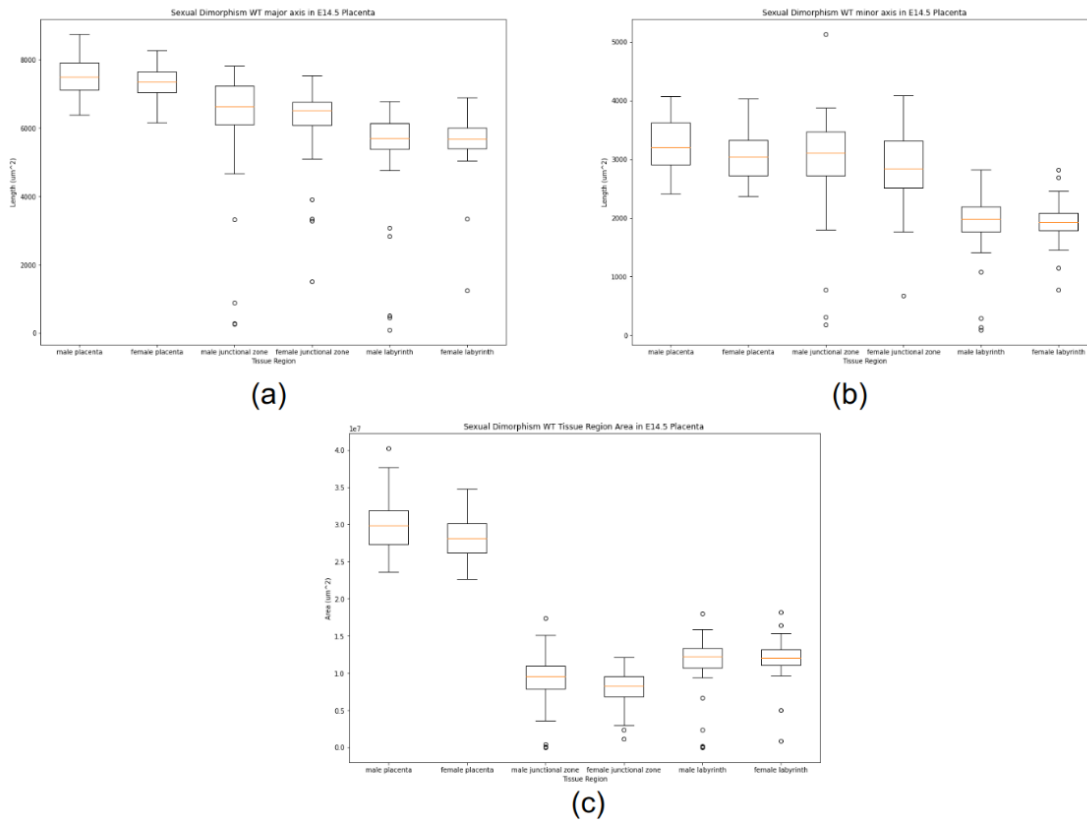 Sexual Dimorphism WT major axis in E14.5 Placenta
Length (um^2)
8000
6000
4000
2000
0
male placenta female placenta male junctional zone female junctional zone male labyrinth female labyrinth
Tissue Region
(a)
Sexual Dimorphism WT minor axis in E14.5 Placenta
Length (um^2)
5000
4000
3000
2000
1000
0
male placenta female placenta male junctional zone female junctional zone male labyrinth female labyrinth
Tissue Region
(b)
Sexual Dimorphism WT Tissue Region Area in E14.5 Placenta
1e7
Area (um^2)
4.0
3.5
3.0
2.5
2.0
1.5
1.0
0.5
0.0
male placenta female placenta male junctional zone female junctional zone male labyrinth female labyrinth
Tissue Region
(c)